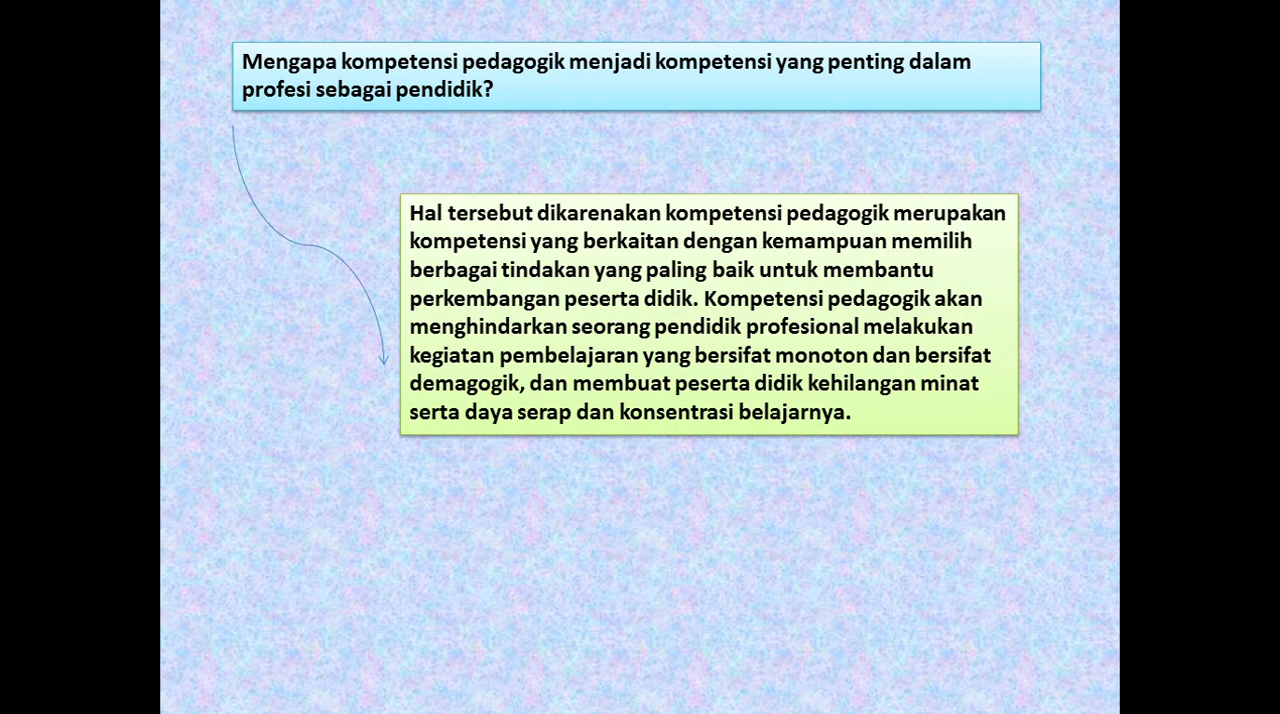 Mengapa kompetensi pedagogik menjadi kompetensi yang penting dalam
profesi sebagai pendidik?
Hal tersebut dikarenakan kompetensi pedagogik merupakan
kompetensi yang berkaitan dengan kemampuan memilih
berbagai tindakan yang paling baik untuk membantu
perkembangan peserta didik. Kompetensi pedagogik akan
menghindarkan seorang pendidik profesional melakukan
kegiatan pembelajaran yang bersifat monoton dan bersifat
demagogik, dan membuat peserta didik kehilangan minat
serta daya serap dan konsentrasi belajarnya.